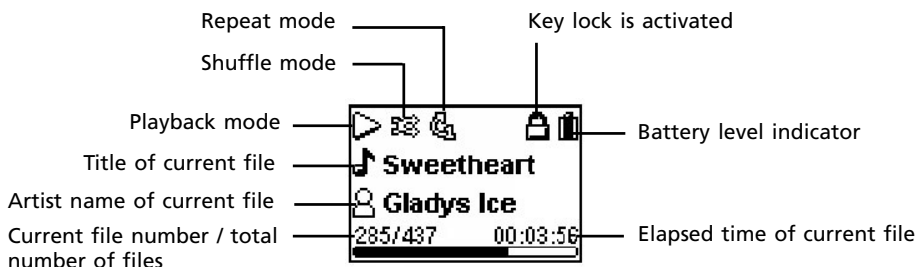 Repeat mode
Key lock is activated
Shuffle mode
Playback mode
Battery level indicator
Title of current file
Sweetheart
Artist name of current file
Gladys Ice
Current file number / total
number of files
285/437 00:03:56
Elapsed time of current file